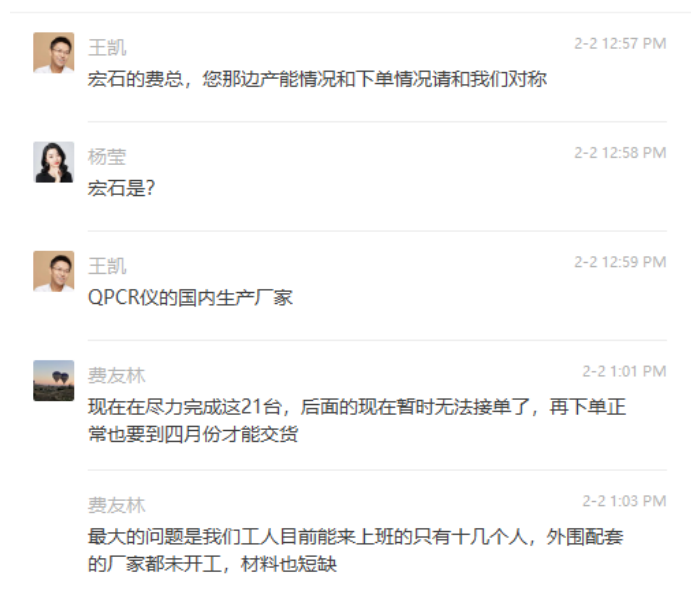 王凯
2-2 12:57 PM
宏石的费总，您那边产能情况和下单情况请和我们对称
杨莹
2-2 12:58 PM
宏石是？
王凯
2-2 12:59 PM
QPCR仪的国内生产厂家
费友林
2-2 1:01 PM
现在在尽力完成这21台，后面的现在暂时无法接单了，再下单正
常也要到四月份才能交货
费友林
2-2 1:03 PM
最大的问题是我们工人目前能来上班的只有十几个人，外围配套
的厂家都未开工，材料也短缺